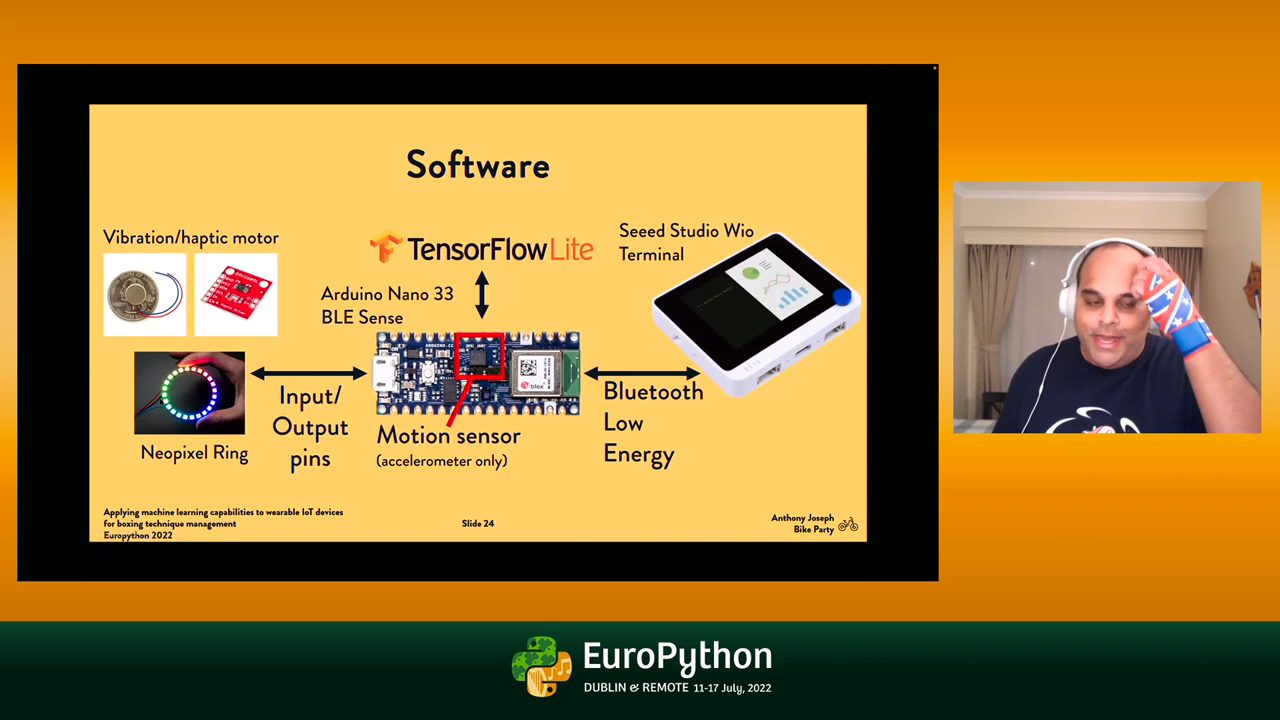 Software
Vibration/haptic motor
TensorFlow Lite
Seeed Studio Wio
Terminal
Arduino Nano 33
BLE Sense
Input/
Output
pins
Neopixel Ring
Motion sensor
(accelerometer only)
Bluetooth
Low
Energy
Applying machine learning capabilities to wearable IoT devices
for boxing technique management
Europython 2022
Slide 24
Anthony Joseph
Bike Party
EuroPython
DUBLIN & REMOTE 11-17 July, 2022